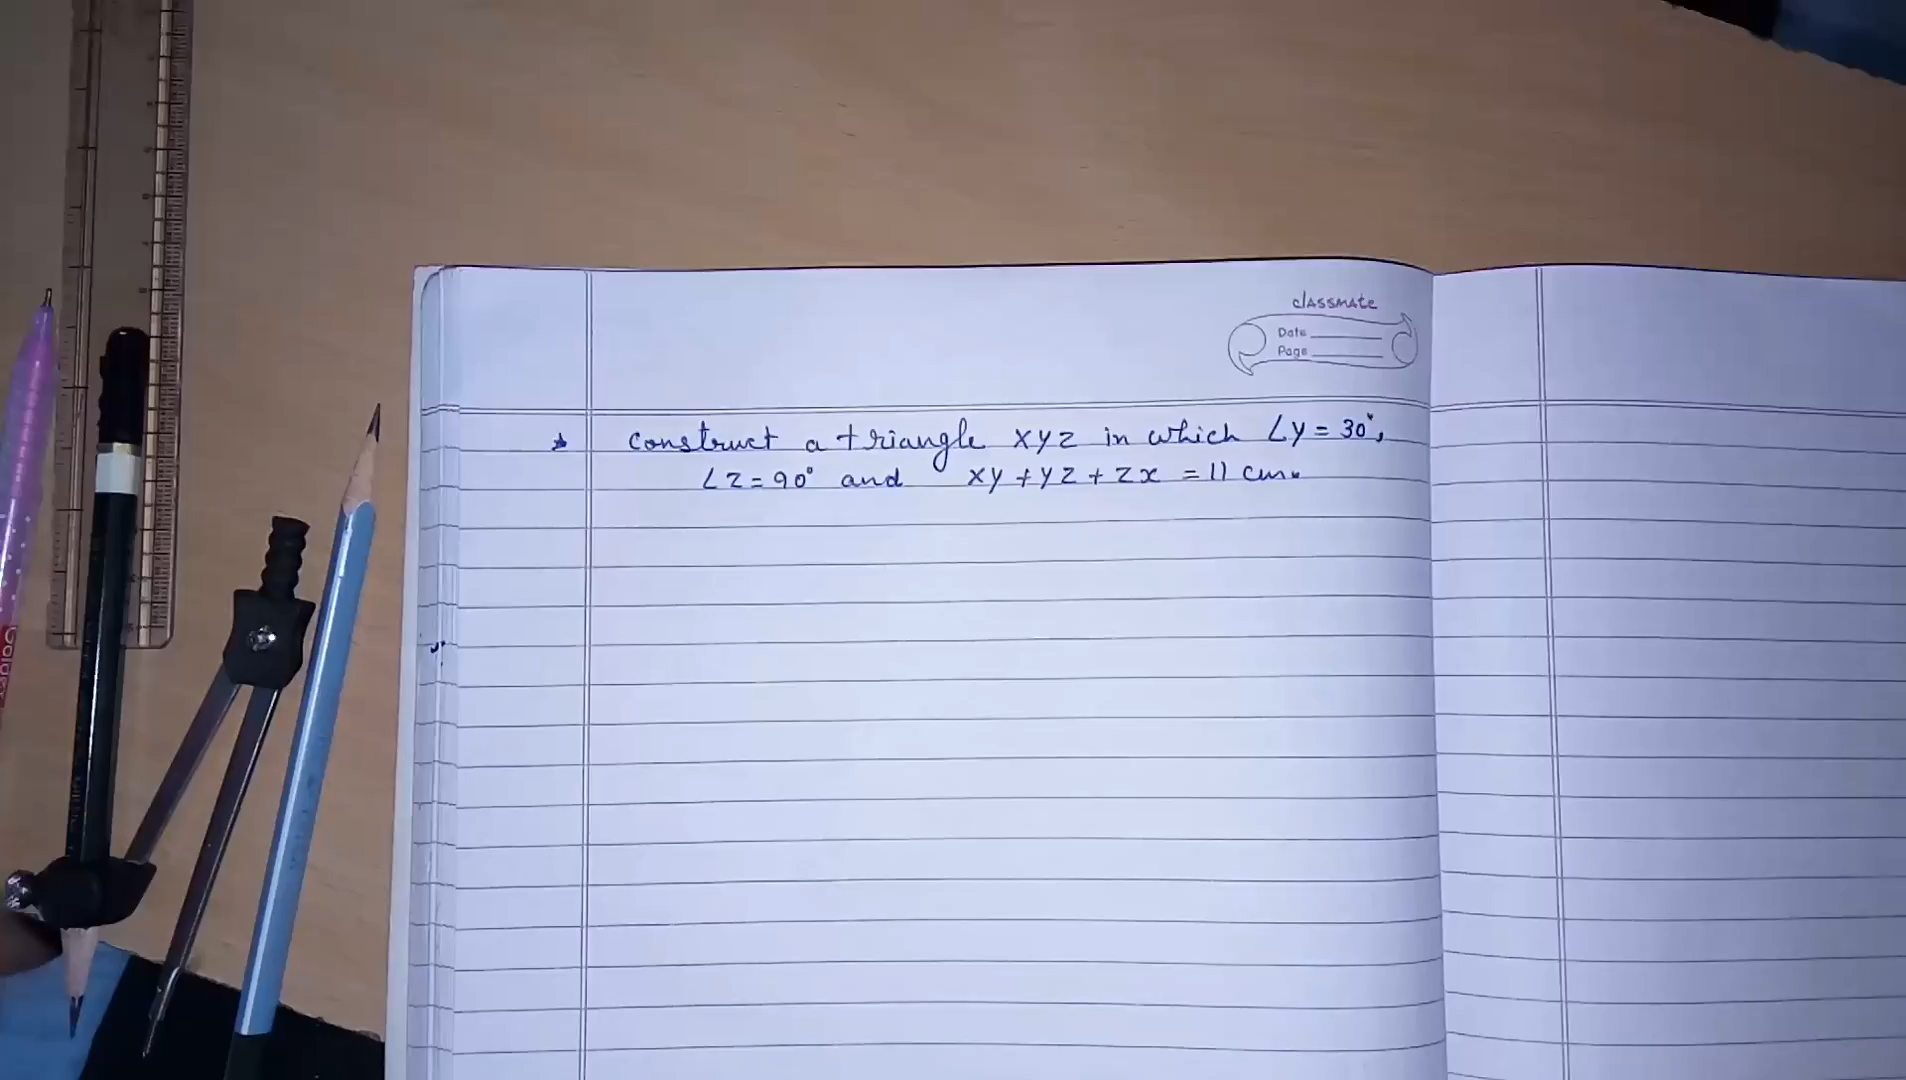 classmate
Date
Page
construct a triangle XYZ in which ∠Y = 30°,
∠Z = 90° and XY + YZ + ZX = 11 cm.